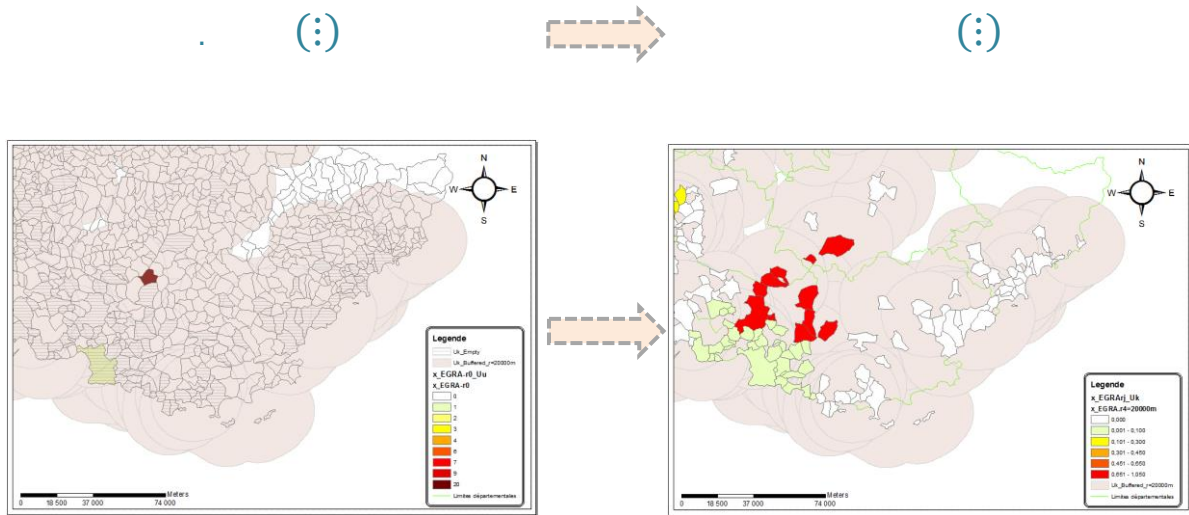 . (:) (:)
N
W E
S
Legende
Uk_Empty
Uk_Buffered_r=20000m
x_EGRA-r0_Uu
x_EGRA-r0
0
1
2
3
4
6
7
9
20
Limites départementales
Meters
0 18 500 37 000 74 000
N
W E
S
Legende
x_EGRArj_Uk
x_EGRA.r4=20000m
0,000
0,001 - 0,100
0,101 - 0,300
0,301 - 0,450
0,451 - 0,650
0,651 - 1,050
Uk_Buffered_r=20000m
Limites départementales
Meters
0 18 500 37 000 74 000